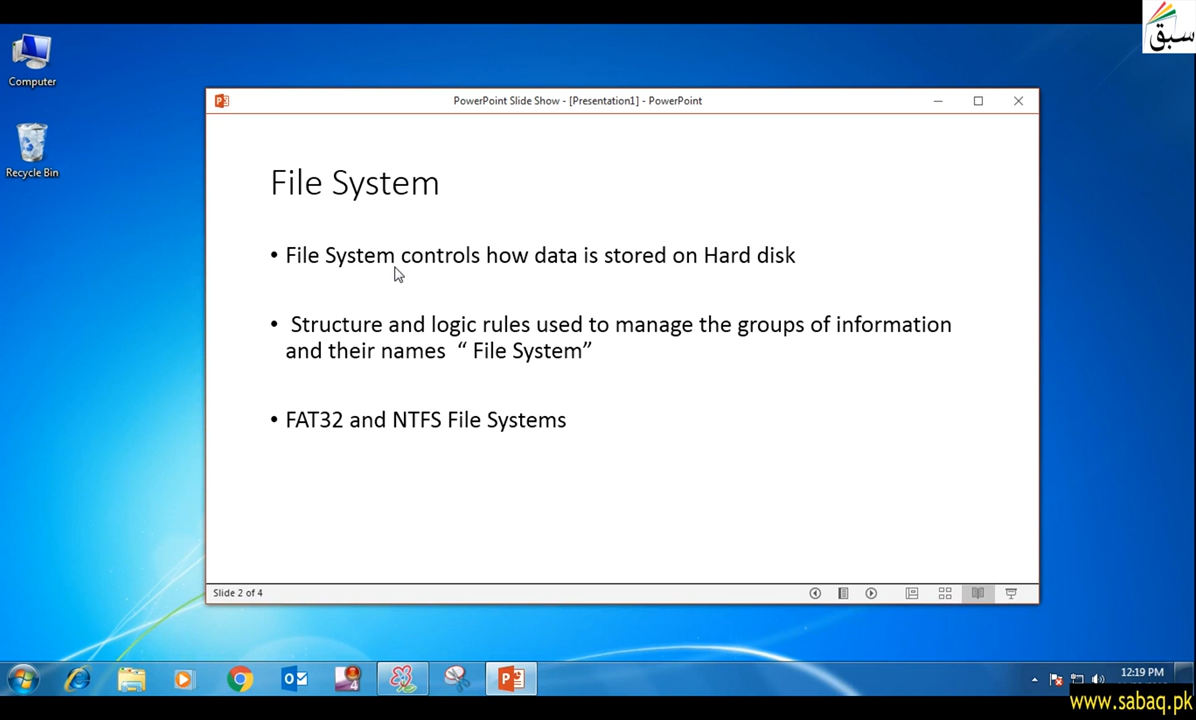 سبق
Computer
PowerPoint Slide Show - [Presentation1] - PowerPoint
Recycle Bin
File System
• File System controls how data is stored on Hard disk
• Structure and logic rules used to manage the groups of information
and their names “ File System”
• FAT32 and NTFS File Systems
Slide 2 of 4
12:19 PM
www.sabaq.pk